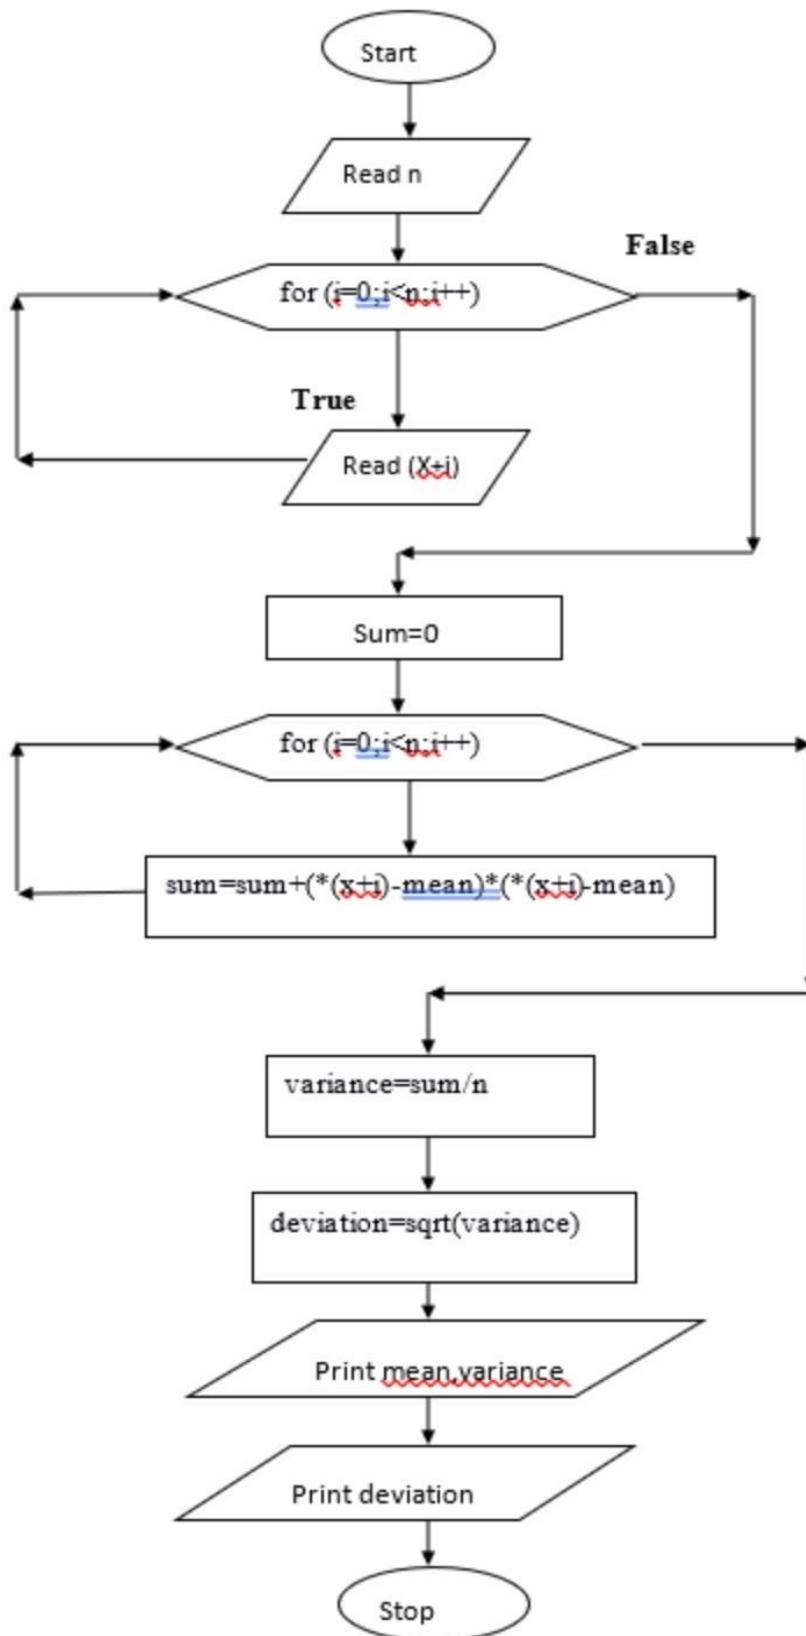 Start
Read n
False
for (i=0;i<n;i++)
True
Read (X+i)
Sum=0
for (i=0;i<n;i++)
sum=sum+(*(x+i)-mean)*(*(x+i)-mean)
variance=sum/n
deviation=sqrt(variance)
Print mean,variance
Print deviation
Stop